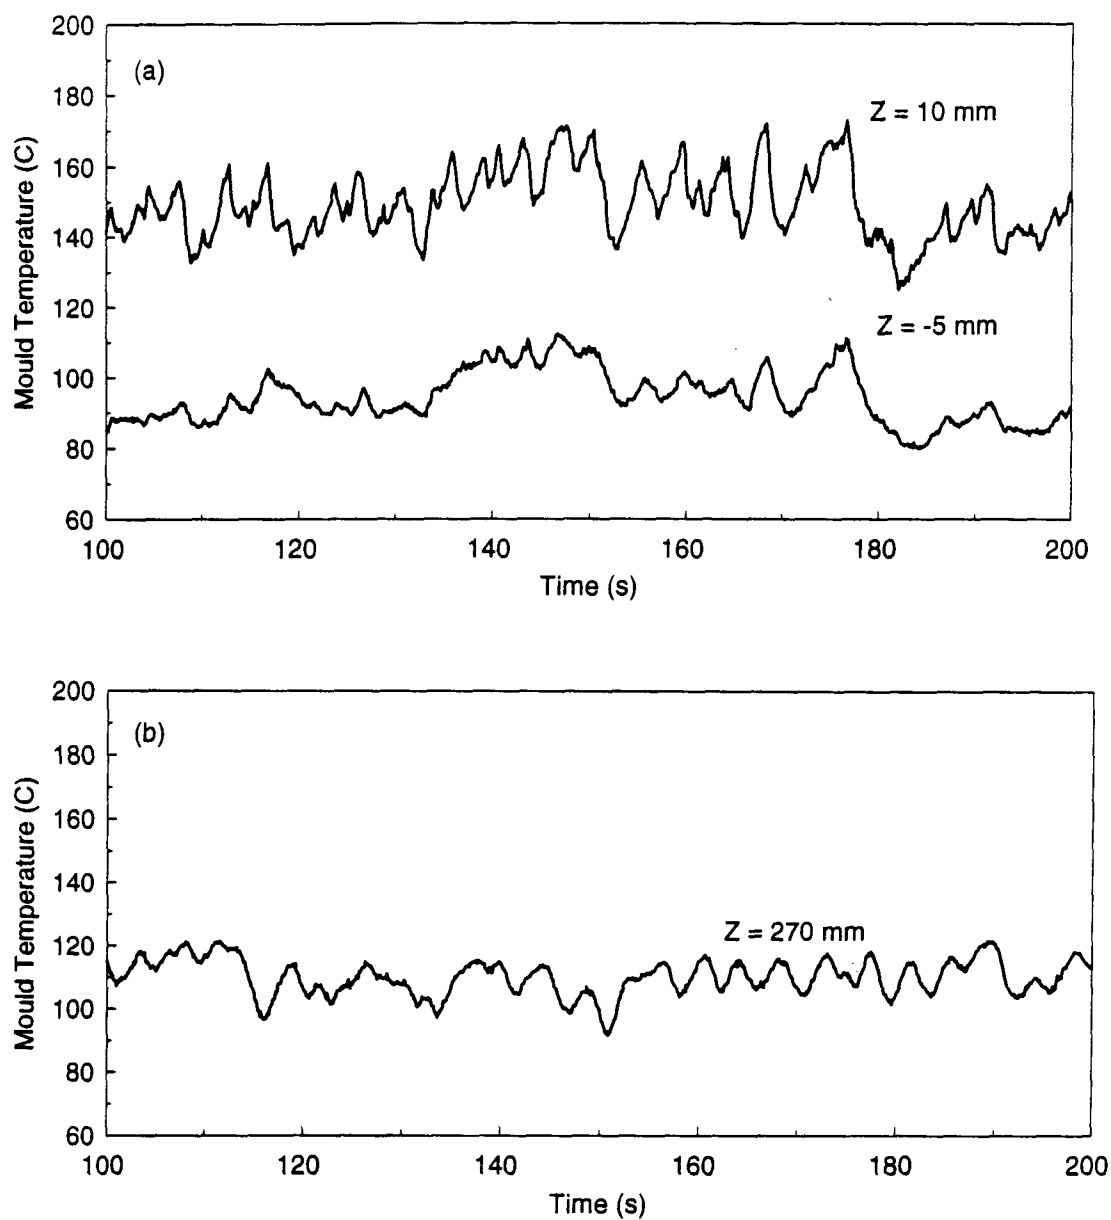 200
(a)
180
Z = 10 mm
160
140
120
Z = -5 mm
100
80
60
Mould Temperature (C)
100 120 140 160 180 200
Time (s)
200
(b)
180
160
140
120
Z = 270 mm
100
80
60
Mould Temperature (C)
100 120 140 160 180 200
Time (s)